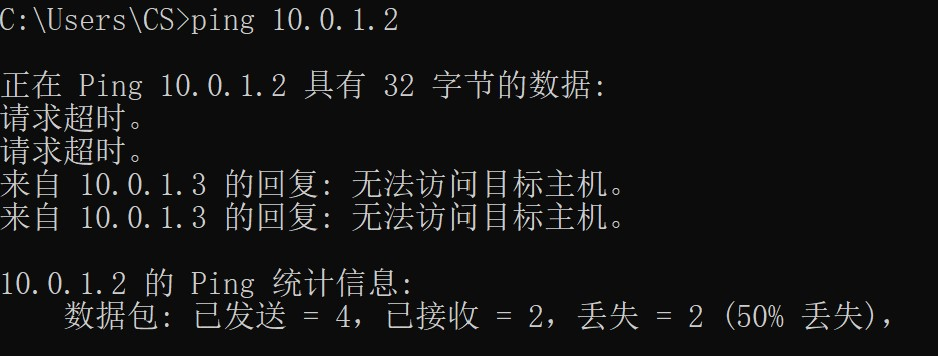 C:\Users\CS>ping 10.0.1.2
正在 Ping 10.0.1.2 具有 32 字节的数据:
请求超时。
请求超时。
来自 10.0.1.3 的回复: 无法访问目标主机。
来自 10.0.1.3 的回复: 无法访问目标主机。
10.0.1.2 的 Ping 统计信息:
数据包: 已发送 = 4，已接收 = 2，丢失 = 2 (50% 丢失)，